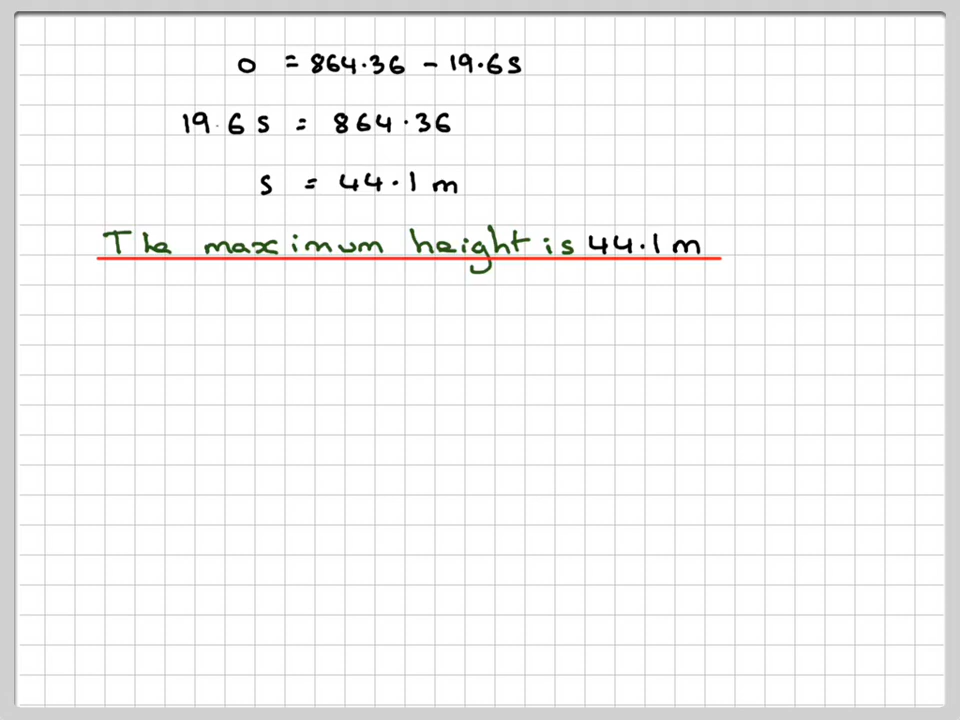 0 = 864.36 - 19.6s
19.6s = 864.36
s = 44.1 m
The maximum height is 44.1 m